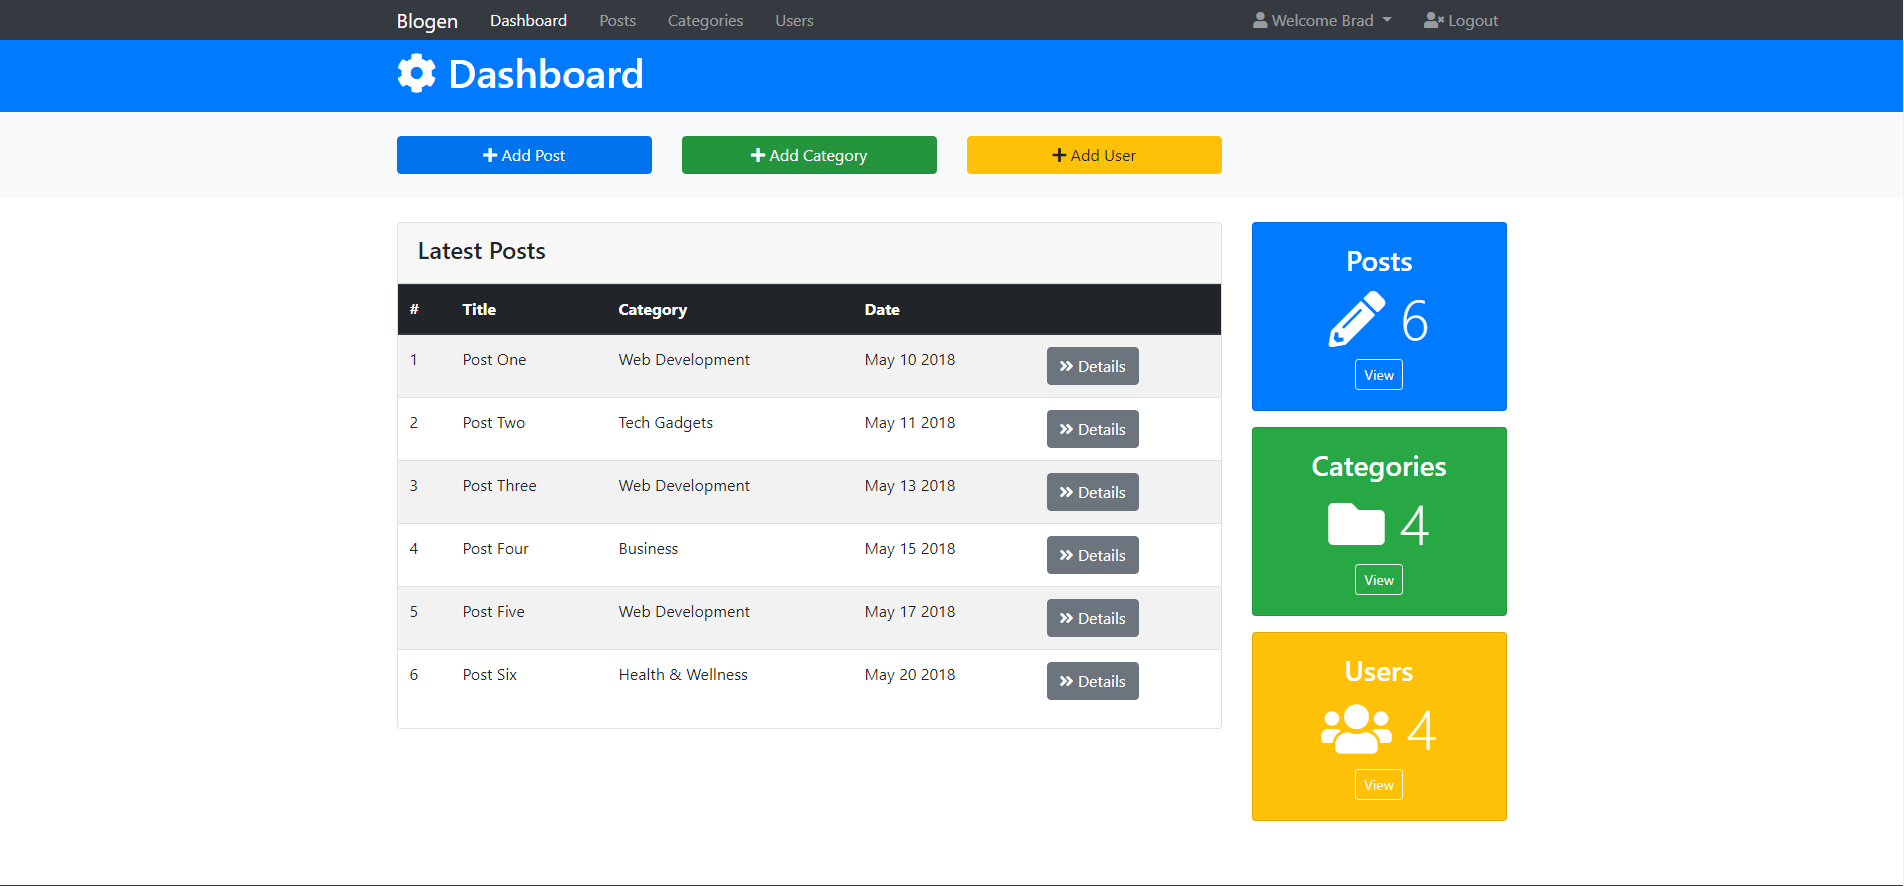 Blogen Dashboard Posts Categories Users Welcome Brad Logout
Dashboard
Add Post Add Category Add User
Latest Posts
# Title Category Date
1 Post One Web Development May 10 2018 Details
2 Post Two Tech Gadgets May 11 2018 Details
3 Post Three Web Development May 13 2018 Details
4 Post Four Business May 15 2018 Details
5 Post Five Web Development May 17 2018 Details
6 Post Six Health & Wellness May 20 2018 Details
Posts
6
View
Categories
4
View
Users
4
View